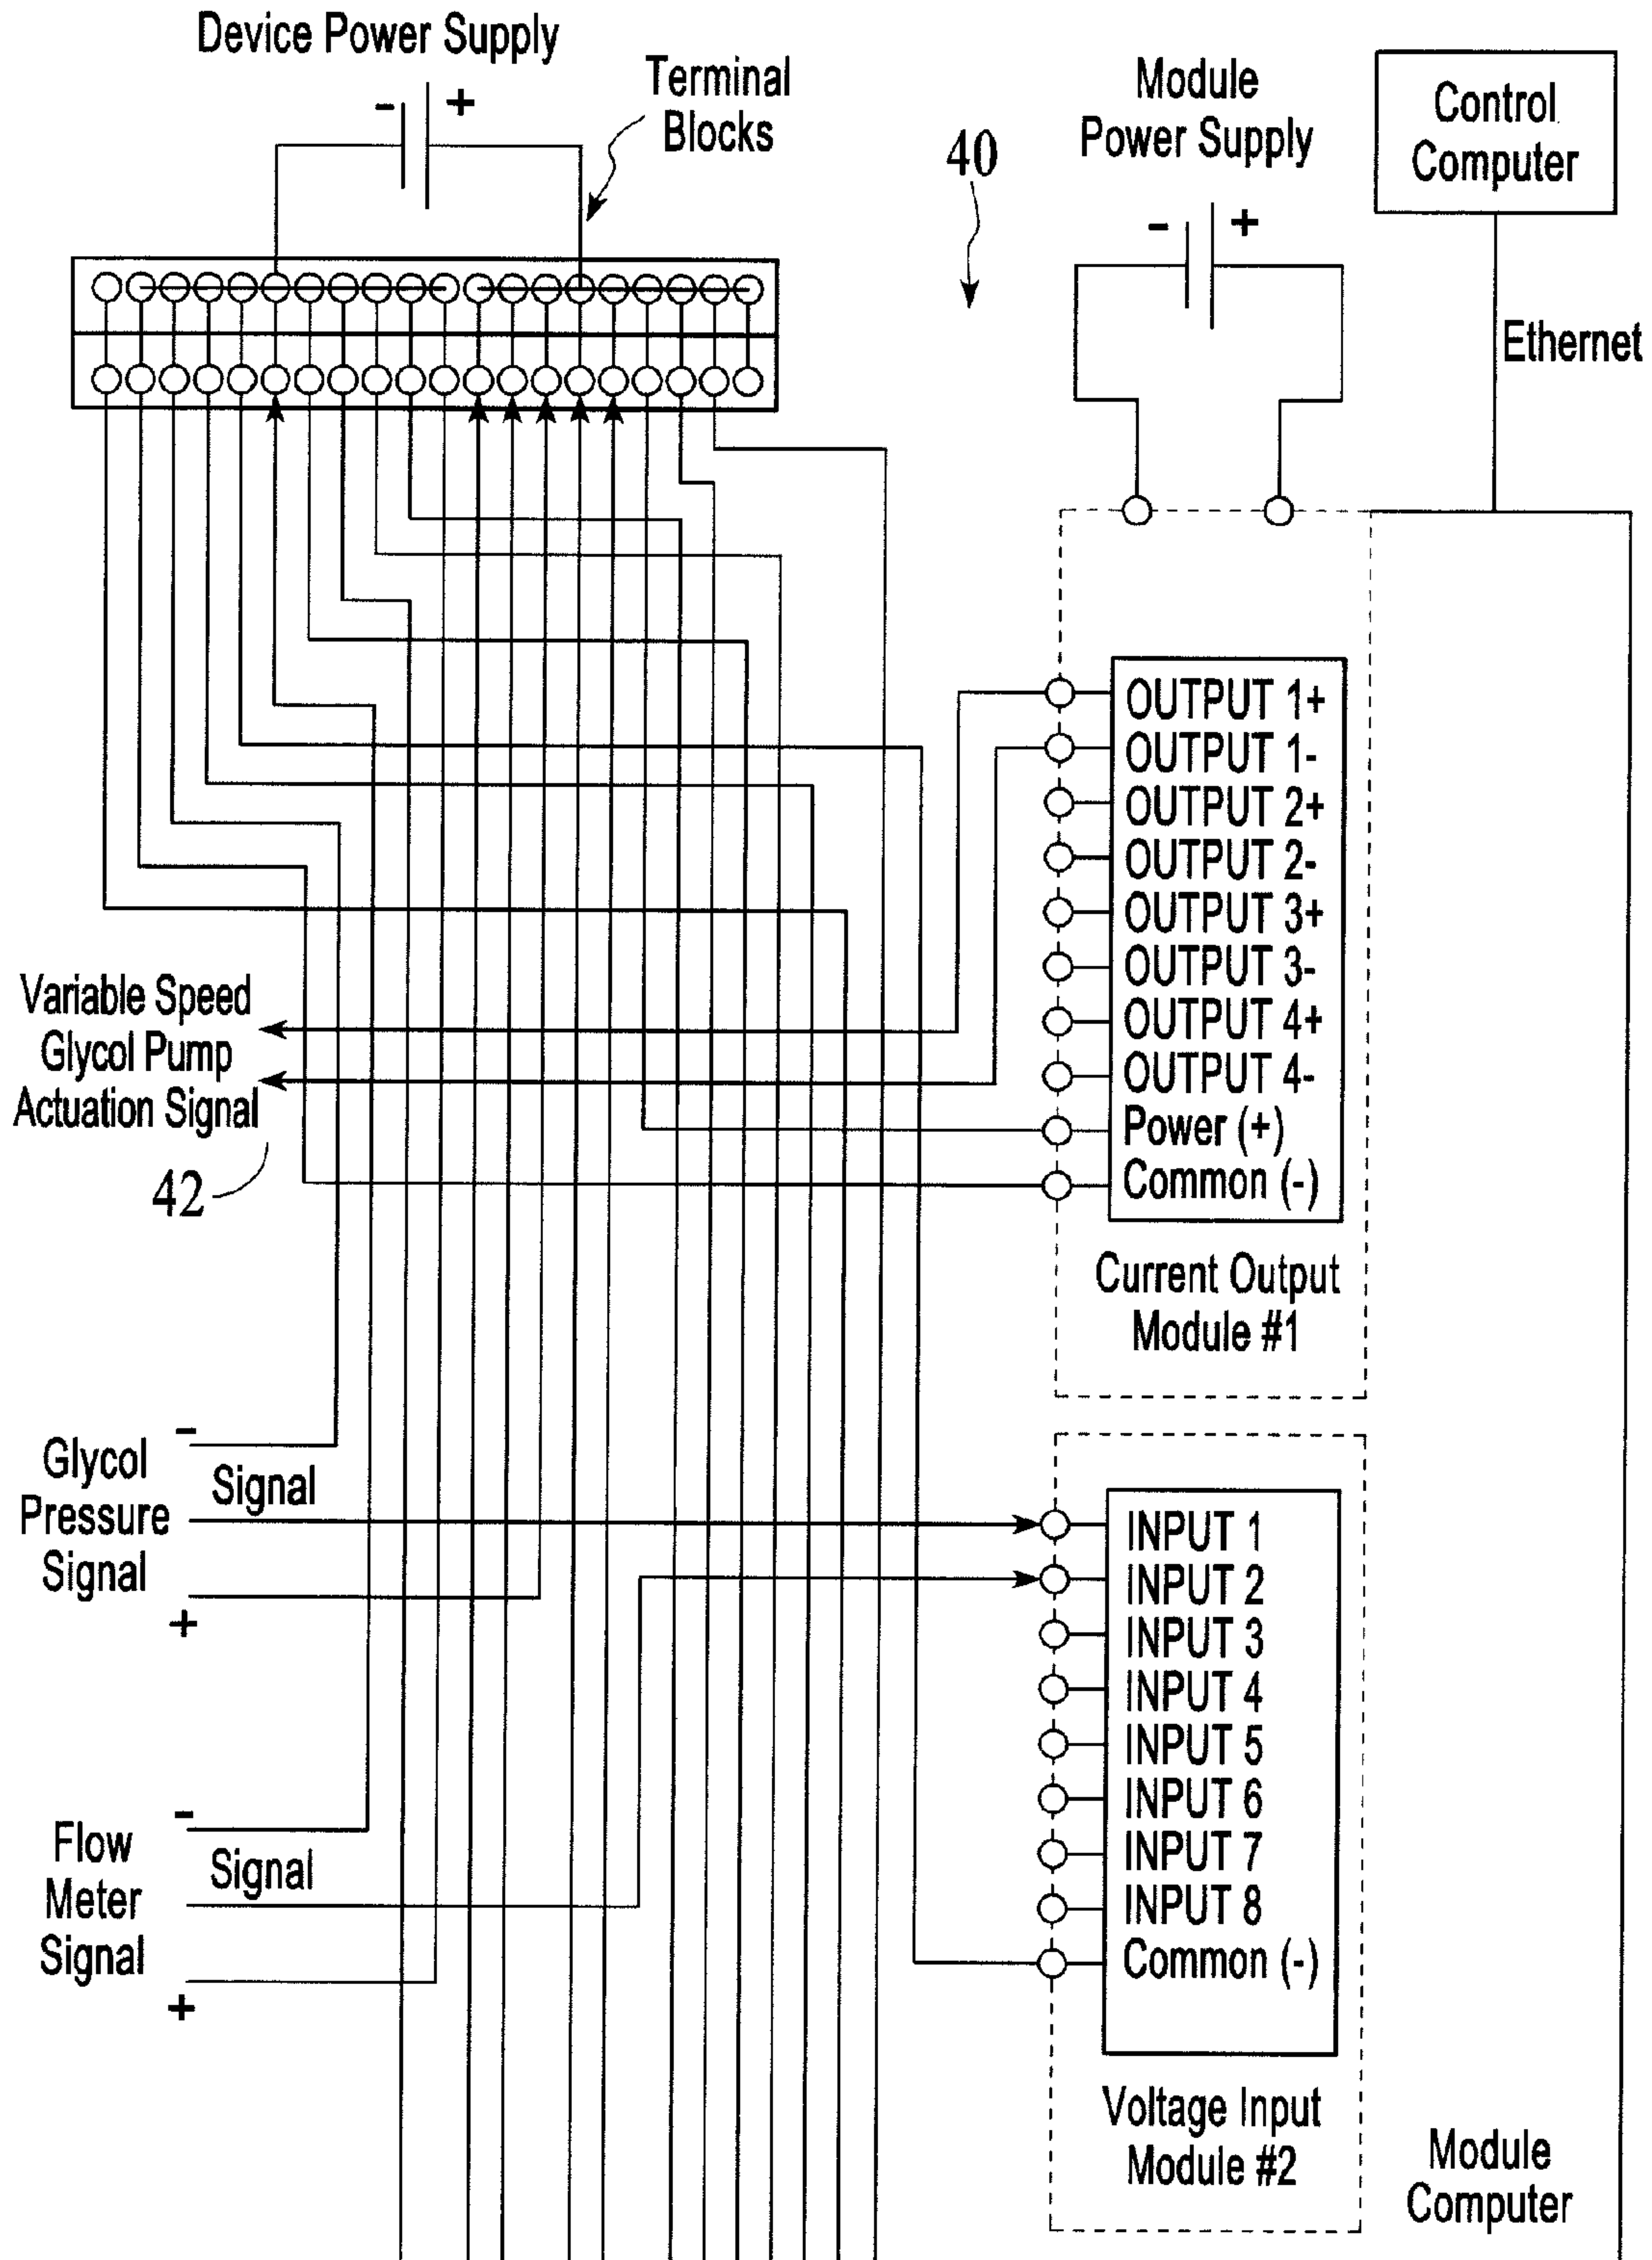 Device Power Supply
- +
Terminal
Blocks
40
Module
Power Supply
- +
Control
Computer
Ethernet
OUTPUT 1+
OUTPUT 1-
OUTPUT 2+
OUTPUT 2-
OUTPUT 3+
OUTPUT 3-
OUTPUT 4+
OUTPUT 4-
Power (+)
Common (-)
Current Output
Module #1
Variable Speed
Glycol Pump
Actuation Signal
42
Glycol
Pressure
Signal
-
Signal
+
INPUT 1
INPUT 2
INPUT 3
INPUT 4
INPUT 5
INPUT 6
INPUT 7
INPUT 8
Common (-)
Voltage Input
Module #2
Flow
Meter
Signal
-
Signal
+
Module
Computer